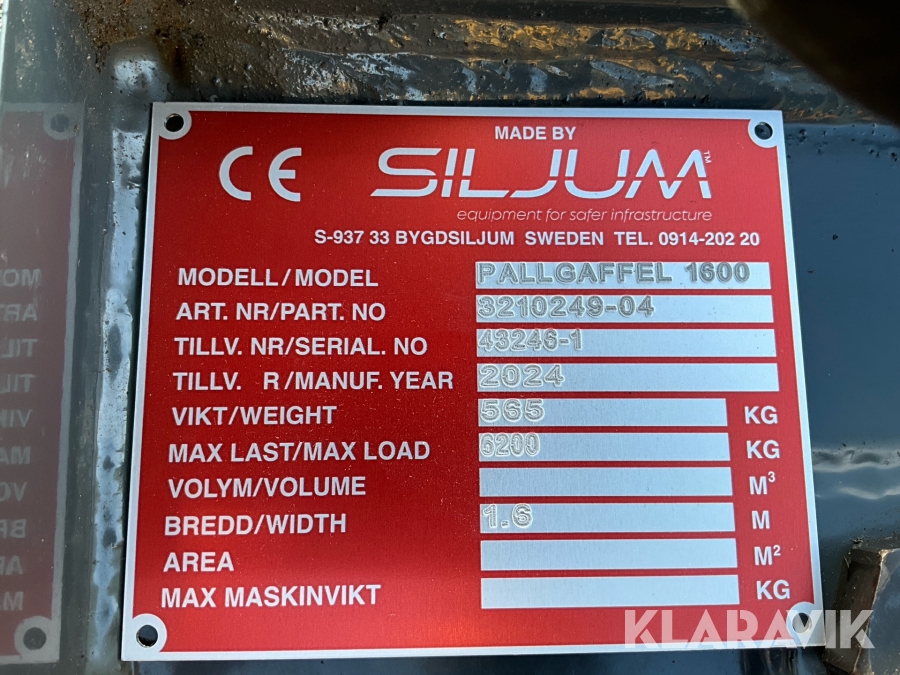 MADE BY
CE SILJUM™
equipment for safer infrastructure
S-937 33 BYGDSILJUM SWEDEN TEL. 0914-202 20
MODELL/MODEL PALLGAFFEL 1600
ART. NR/PART. NO 3210249-04
TILLV. NR/SERIAL. NO 43246-1
TILLV. R/MANUF. YEAR 2024
VIKT/WEIGHT 565 KG
MAX LAST/MAX LOAD 6200 KG
VOLYM/VOLUME M³
BREDD/WIDTH 1.6 M
AREA M²
MAX MASKINVIKT KG
KLARAVIK